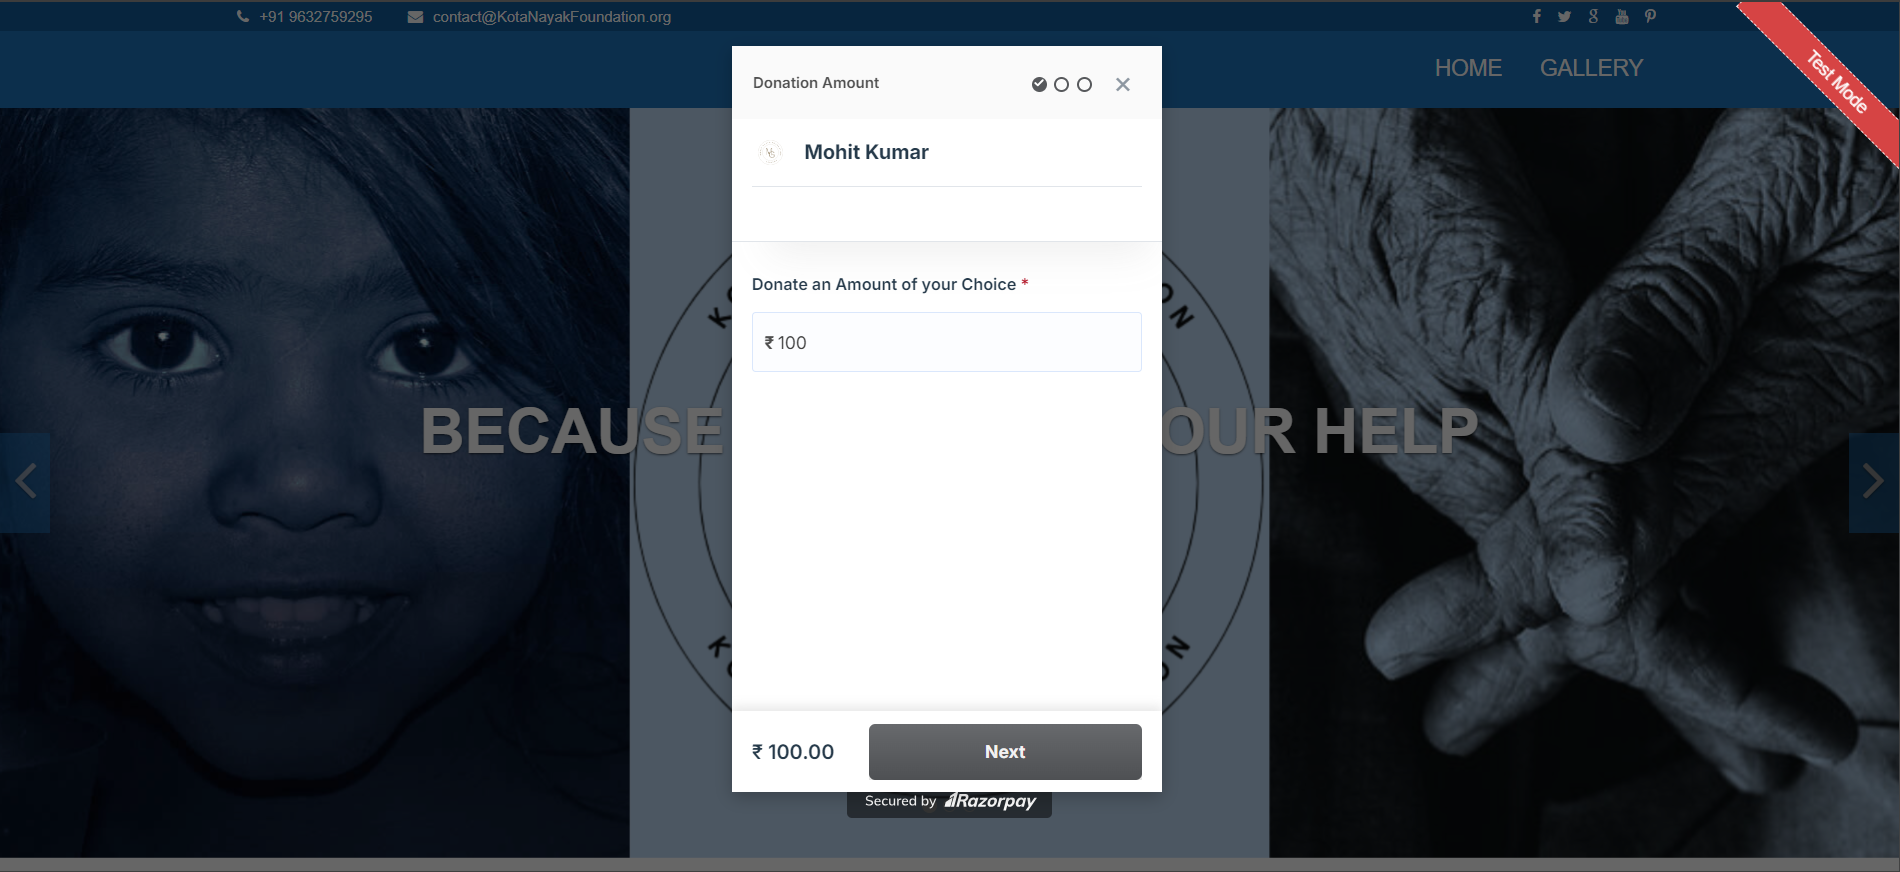 +91 9632759295 contact@KotaNayakFoundation.org
HOME GALLERY
Test Mode
Donation Amount
Mohit Kumar
Donate an Amount of your Choice *
₹ 100
BECAUSE OUR HELP
₹ 100.00 Next
Secured by Razorpay